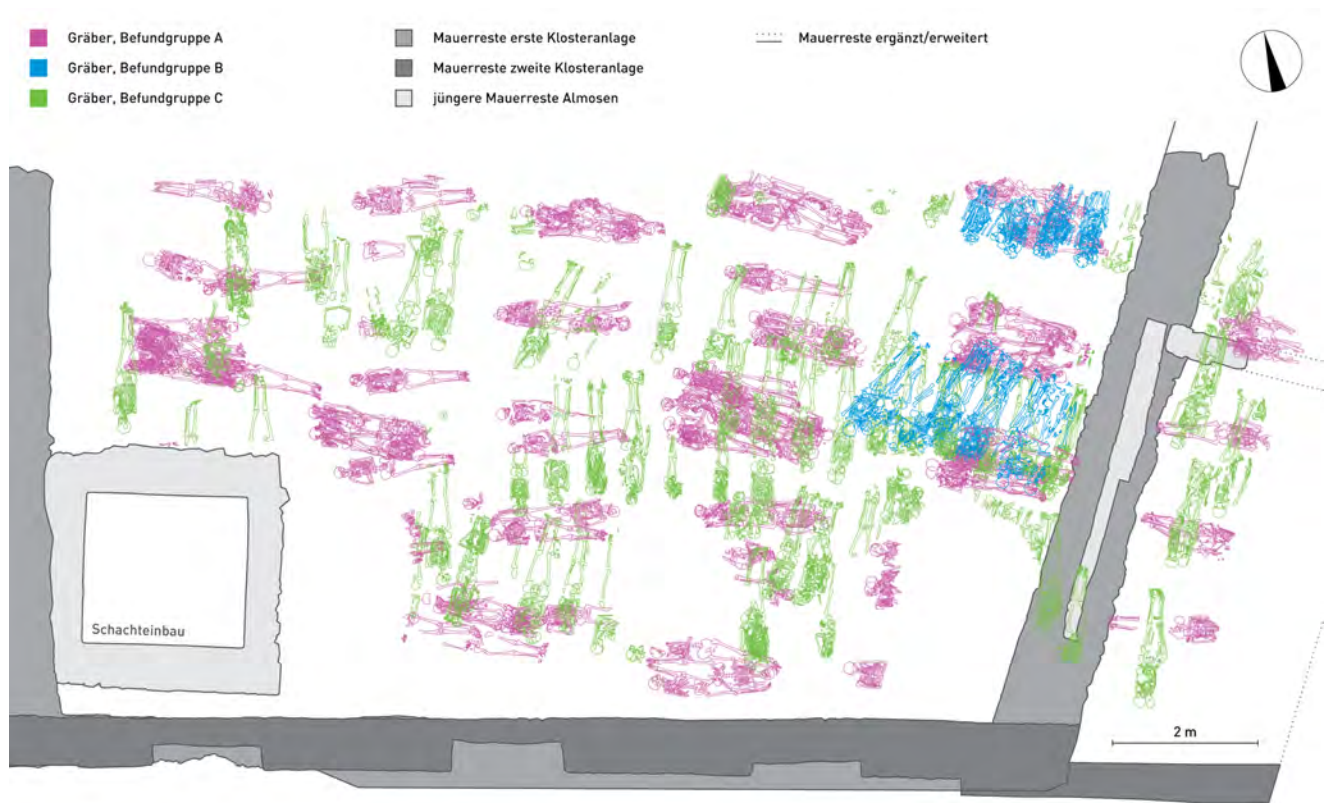 Gräber, Befundgruppe A
Gräber, Befundgruppe B
Gräber, Befundgruppe C
Mauerreste erste Klosteranlage
Mauerreste zweite Klosteranlage
jüngere Mauerreste Almosen
Mauerreste ergänzt/erweitert
Schachteinbau
2 m